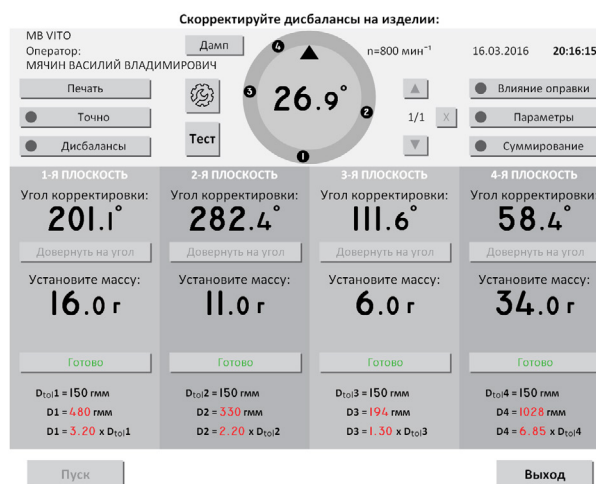 Скорректируйте дисбалансы на изделии:
MB VITO
Оператор:
МЯЧИН ВАСИЛИЙ ВЛАДИМИРОВИЧ
Дамп
n=800 мин⁻¹
16.03.2016 20:16:15
Печать
Точно
Дисбалансы
Тест
4
3
2
1
26.9°
1/1 X
Влияние оправки
Параметры
Суммирование
1-Я ПЛОСКОСТЬ
Угол корректировки:
201.1°
Довернуть на угол
Установите массу:
16.0 г
Готово
Dtol1 = 150 гмм
D1 = 480 гмм
D1 = 3.20 x Dtol1
2-Я ПЛОСКОСТЬ
Угол корректировки:
282.4°
Довернуть на угол
Установите массу:
11.0 г
Готово
Dtol2 = 150 гмм
D2 = 330 гмм
D2 = 2.20 x Dtol2
3-Я ПЛОСКОСТЬ
Угол корректировки:
111.6°
Довернуть на угол
Установите массу:
6.0 г
Готово
Dtol3 = 150 гмм
D3 = 194 гмм
D3 = 1.30 x Dtol3
4-Я ПЛОСКОСТЬ
Угол корректировки:
58.4°
Довернуть на угол
Установите массу:
34.0 г
Готово
Dtol4 = 150 гмм
D4 = 1028 гмм
D4 = 6.85 x Dtol4
Пуск
Выход